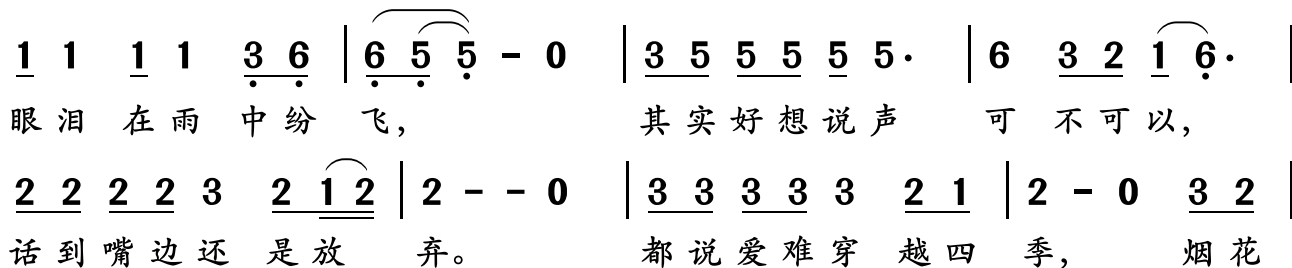 1 1 1 1 3 6 | 6 5 5 - 0 | 3 5 5 5 5 5· | 6 3 2 1 6· |
眼泪在雨中纷飞， 其实好想说声可不可以，
2 2 2 2 3 2 1 2 | 2 - - 0 | 3 3 3 3 3 2 1 | 2 - 0 3 2 |
话到嘴边还是放弃。 都说爱难穿越四季， 烟花